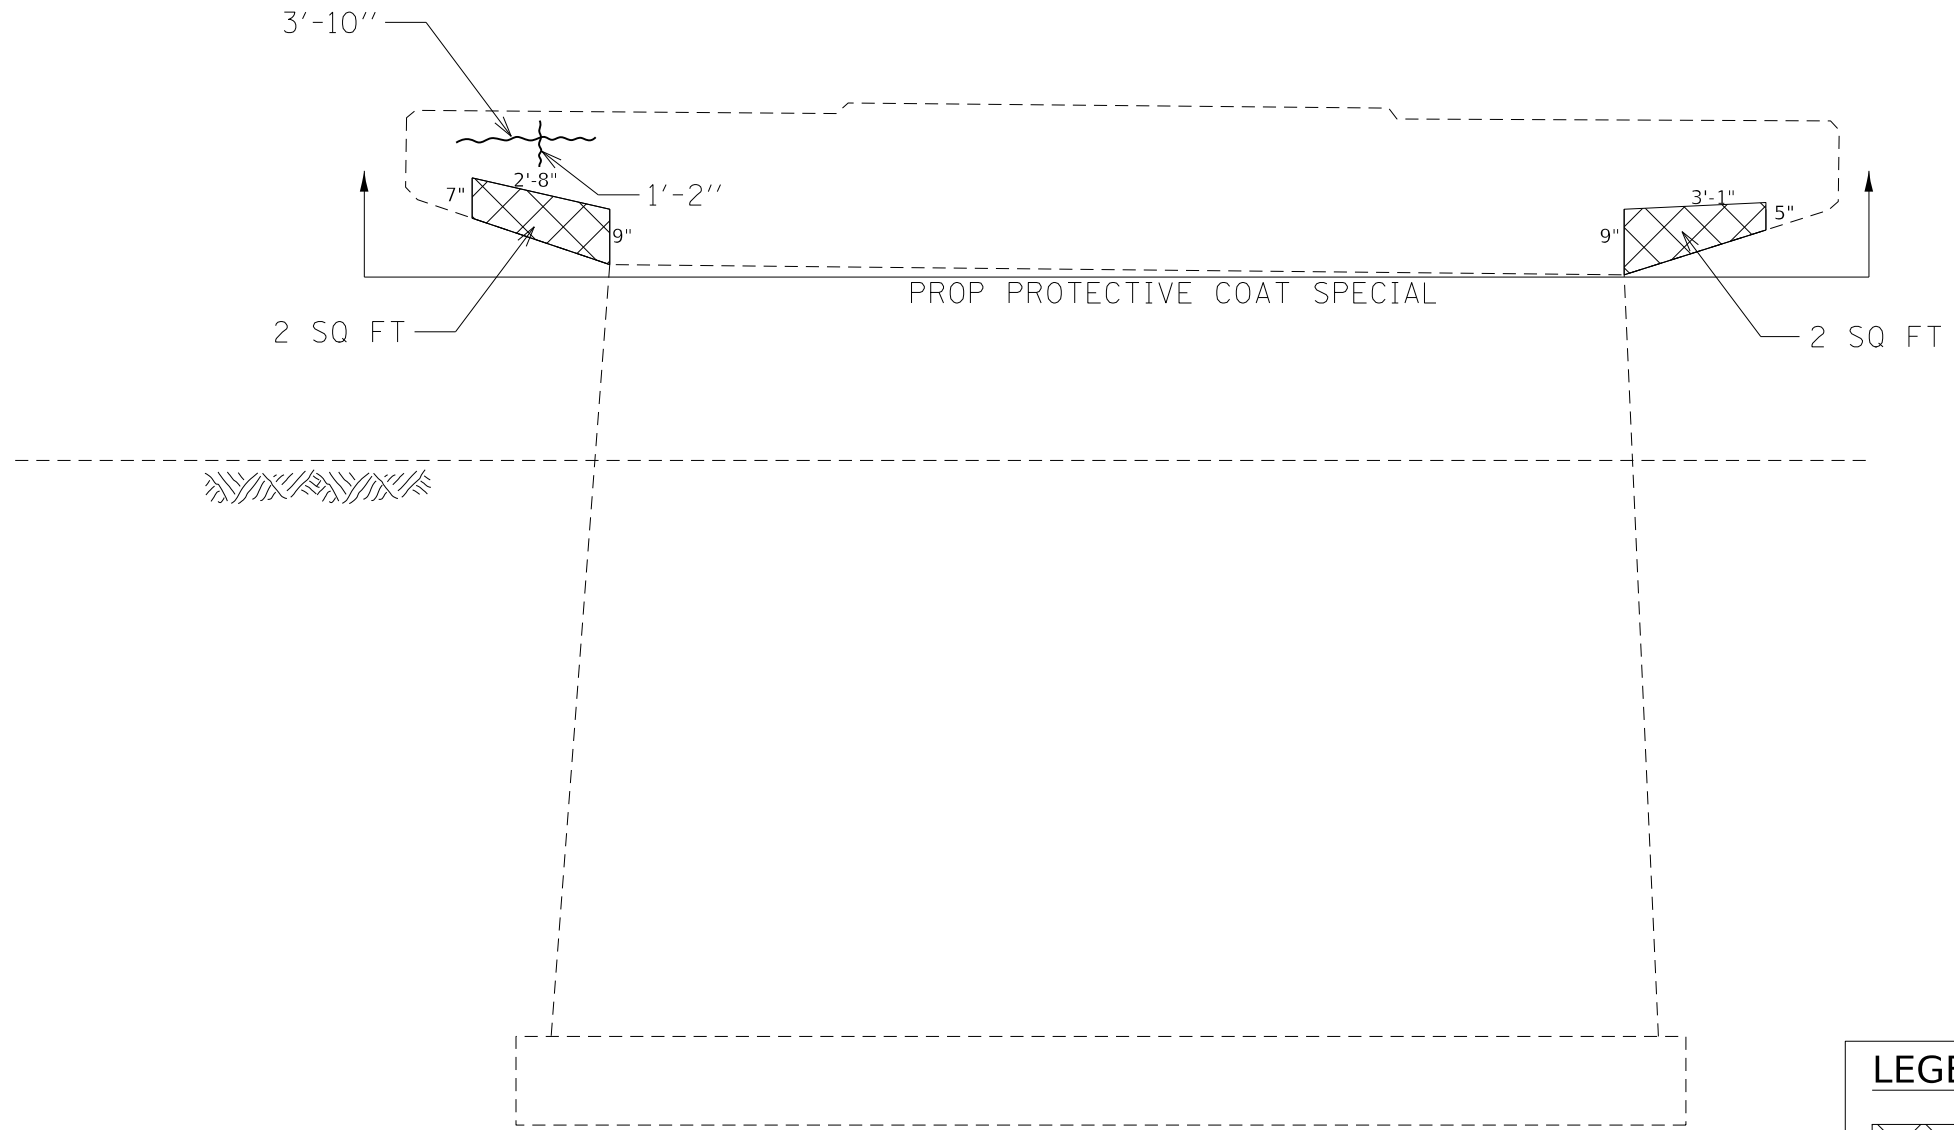 3'-10"
2'-8"
7"
1'-2"
9"
3'-1"
5"
9"
PROP PROTECTIVE COAT SPECIAL
2 SQ FT
2 SQ FT